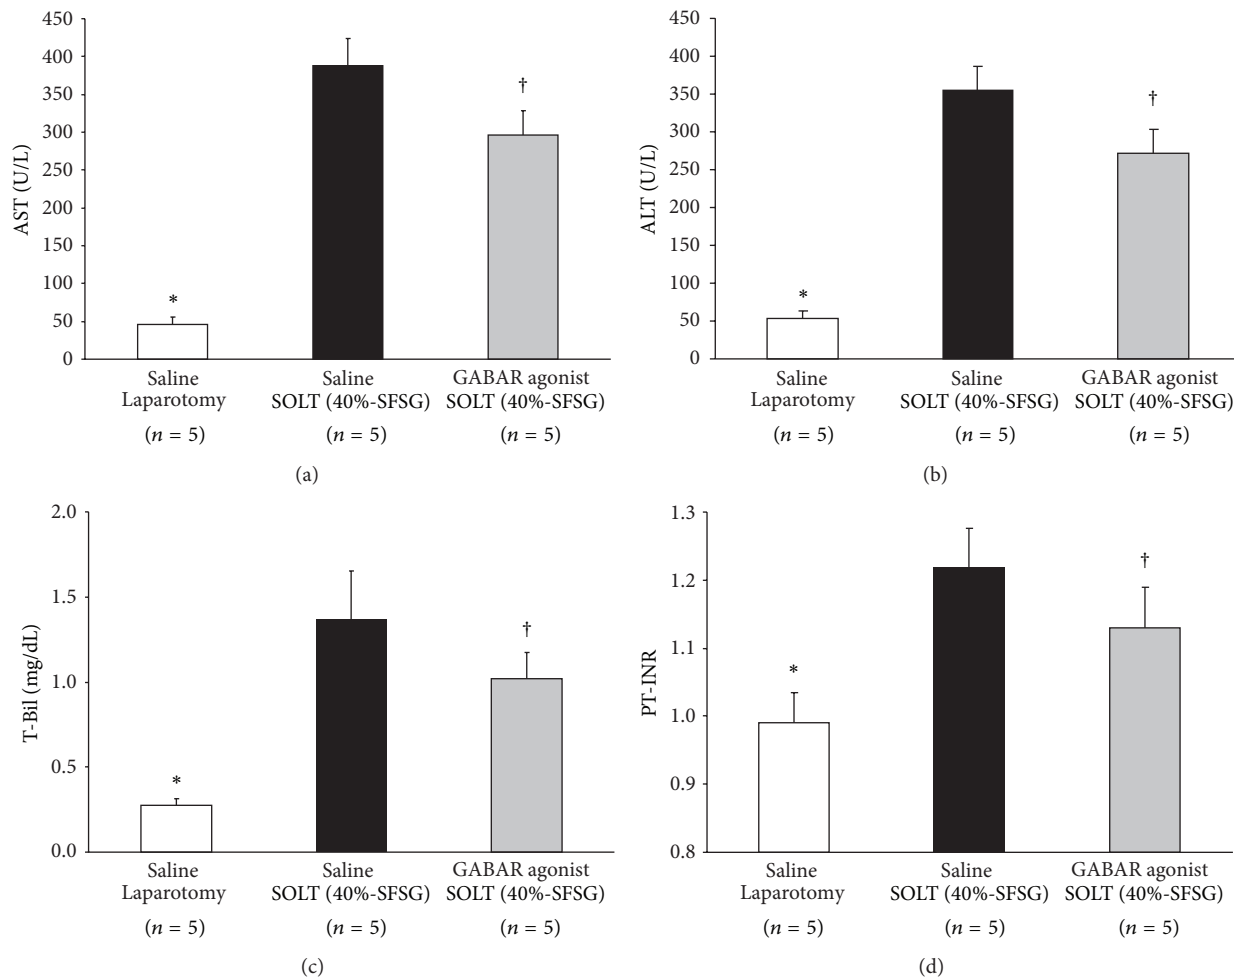 450
400
350
300
250
200
150
100
50
0
AST (U/L)
*
†
Saline
Laparotomy
(n = 5)
Saline
SOLT (40%-SFSG)
(n = 5)
GABAR agonist
SOLT (40%-SFSG)
(n = 5)
(a)
450
400
350
300
250
200
150
100
50
0
ALT (U/L)
*
†
Saline
Laparotomy
(n = 5)
Saline
SOLT (40%-SFSG)
(n = 5)
GABAR agonist
SOLT (40%-SFSG)
(n = 5)
(b)
2.0
1.5
1.0
0.5
0.0
T-Bil (mg/dL)
*
†
Saline
Laparotomy
(n = 5)
Saline
SOLT (40%-SFSG)
(n = 5)
GABAR agonist
SOLT (40%-SFSG)
(n = 5)
(c)
1.3
1.2
1.1
1.0
0.9
0.8
PT-INR
*
†
Saline
Laparotomy
(n = 5)
Saline
SOLT (40%-SFSG)
(n = 5)
GABAR agonist
SOLT (40%-SFSG)
(n = 5)
(d)